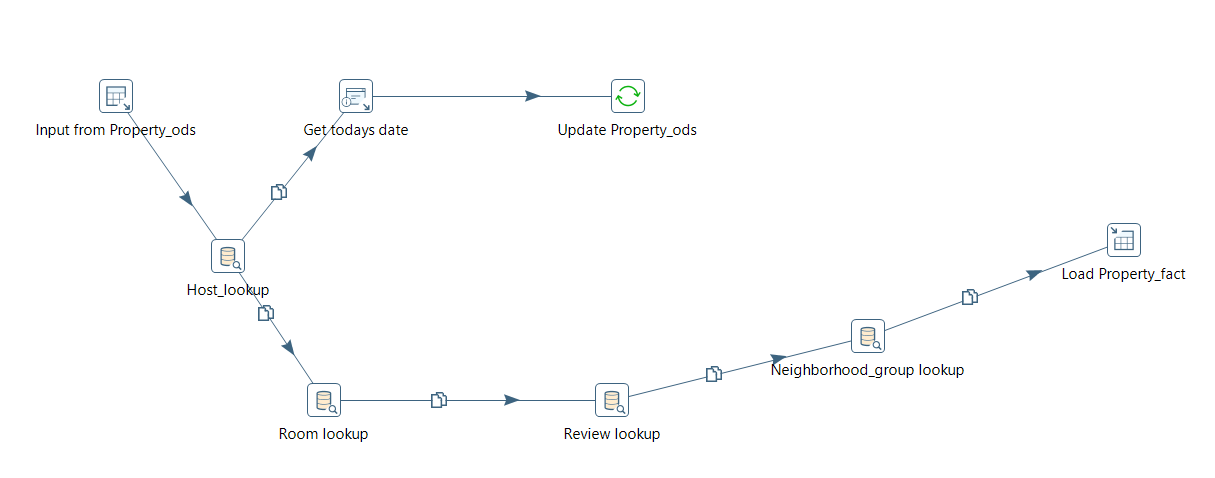 Input from Property_ods
Get todays date
Update Property_ods
Host_lookup
Load Property_fact
Neighborhood_group lookup
Room lookup
Review lookup